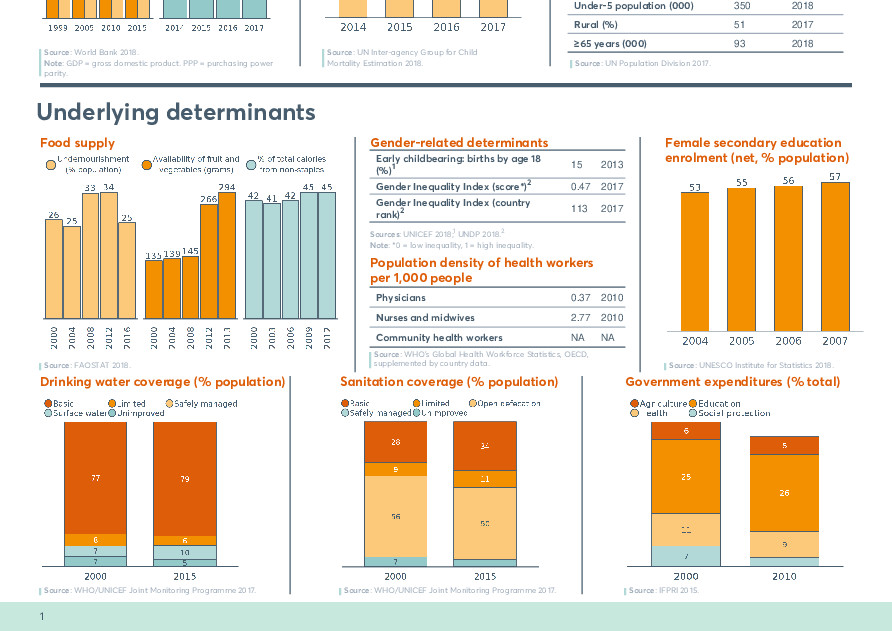 Under-5 population (000) 350 2018
Rural (%) 51 2017
≥65 years (000) 93 2018
1999 2005 2010 2015
2014 2015 2016 2017
2014 2015 2016 2017
Source: World Bank 2018.
Note: GDP = gross domestic product. PPP = purchasing power
parity.
Source: UN Inter-agency Group for Child
Mortality Estimation 2018.
Source: UN Population Division 2017.
Underlying determinants
Food supply
Undernourishment
(% population)
Availability of fruit and
vegetables (grams)
% of total calories
from non-staples
26 25 33 34 25
135 139 145 266 294
42 41 42 45 45
2000 2004 2008 2012 2016
2000 2004 2008 2012
2000 2006 2009 2012
Source: FAOSTAT 2018.
Gender-related determinants
Early childbearing: births by age 18
(%)1 15 2013
Gender Inequality Index (score*)2 0.47 2017
Gender Inequality Index (country
rank)2 113 2017
Sources: UNICEF 2018,1 UNDP 2018.2
Note: *0 = low inequality, 1 = high inequality.
Population density of health workers
per 1,000 people
Physicians 0.37 2010
Nurses and midwives 2.77 2010
Community health workers NA NA
Source: WHO's Global Health Workforce Statistics, OECD,
supplemented by country data.
Female secondary education
enrolment (net, % population)
53 55 56 57
2004 2005 2006 2007
Source: UNESCO Institute for Statistics 2018.
Drinking water coverage (% population)
Basic Limited Safely managed
Surface water Unimproved
77 79
8 6
7 10
7 5
2000 2015
Source: WHO/UNICEF Joint Monitoring Programme 2017.
Sanitation coverage (% population)
Basic Limited Open defecation
Safely managed Unimproved
28 34
9 11
56 50
7
2000 2015
Source: WHO/UNICEF Joint Monitoring Programme 2017.
Government expenditures (% total)
Agriculture Education
Health Social protection
6
25 26
11 9
7
2000 2010
Source: IFPRI 2015.
1